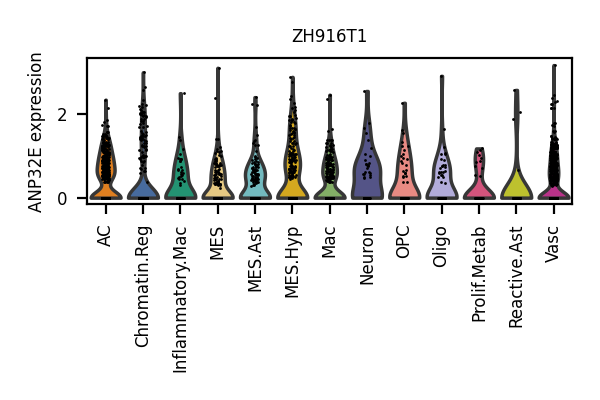 ZH916T1
ANP32E expression
2
0
AC
Chromatin.Reg
Inflammatory.Mac
MES
MES.Ast
MES.Hyp
Mac
Neuron
OPC
Oligo
Prolif.Metab
Reactive.Ast
Vasc